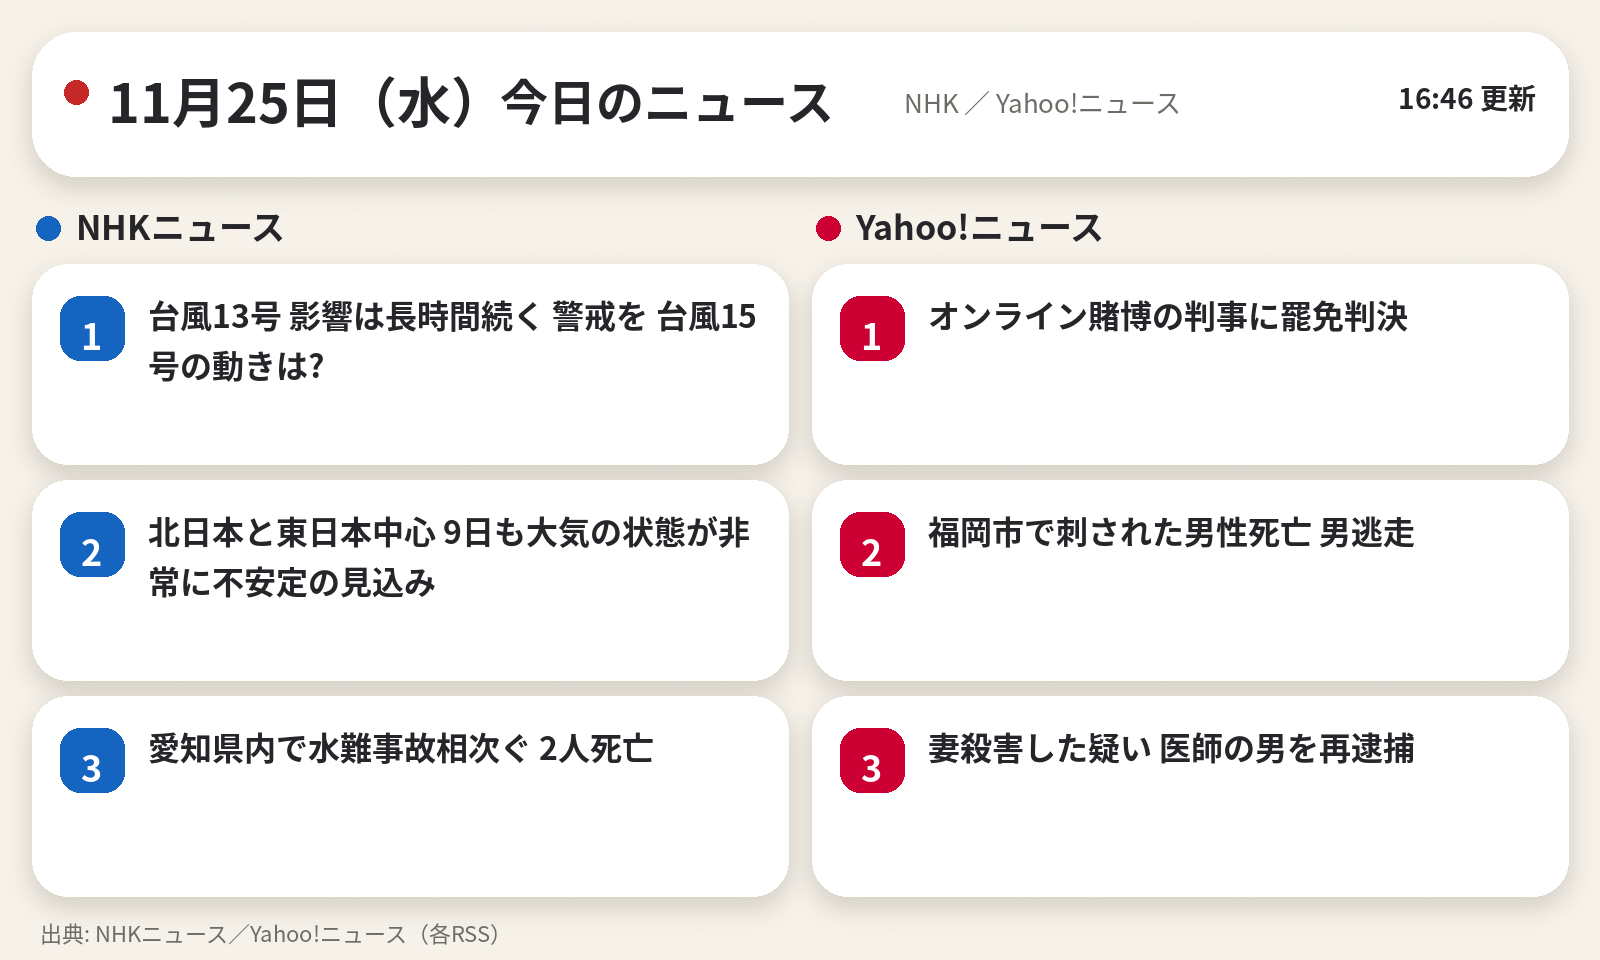 11月25日（水）今日のニュース
NHK ／ Yahoo!ニュース
16:46 更新
NHKニュース
1
台風13号 影響は長時間続く 警戒を 台風15
号の動きは?
2
北日本と東日本中心 9日も大気の状態が非
常に不安定の見込み
3
愛知県内で水難事故相次ぐ 2人死亡
Yahoo!ニュース
1
オンライン賭博の判事に罷免判決
2
福岡市で刺された男性死亡 男逃走
3
妻殺害した疑い 医師の男を再逮捕
出典: NHKニュース／Yahoo!ニュース（各RSS）